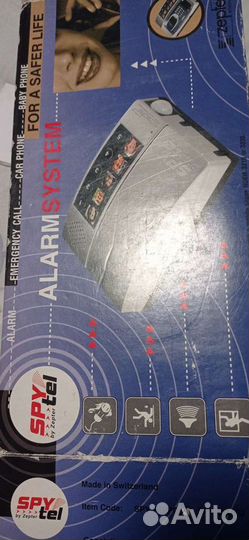 zepter
ALARM EMERGENCY CALL CAR PHONE BABY PHONE
FOR A SAFER LIFE
ALARMSYSTEM
SPY
tel
by Zepter
SPY
tel
by Zepter
Made in Switzerland
Item Code:
Avito